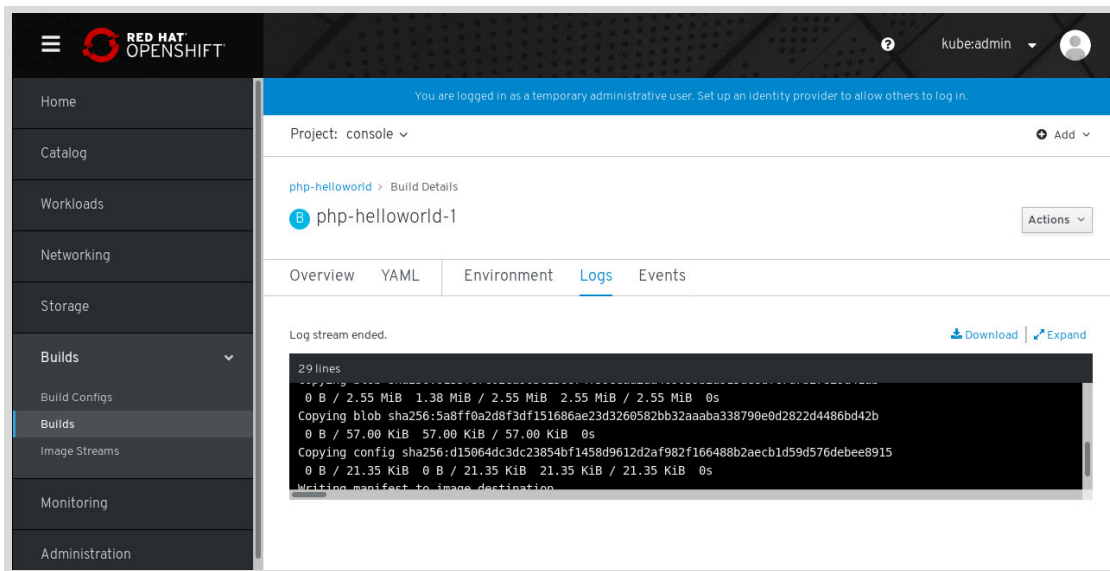 RED HAT
OPENSHIFT
kube:admin
Home
Catalog
Workloads
Networking
Storage
Builds
Build Configs
Builds
Image Streams
Monitoring
Administration
You are logged in as a temporary administrative user. Set up an identity provider to allow others to log in.
Project: console
Add
php-helloworld > Build Details
B php-helloworld-1
Actions
Overview YAML Environment Logs Events
Log stream ended.
Download | Expand
29 lines
0 B / 2.55 MiB 1.38 MiB / 2.55 MiB 2.55 MiB / 2.55 MiB 0s
Copying blob sha256:5a8ff0a2d8f3df151686ae23d3260582bb32aaaba338790e0d2822d4486bd42b
0 B / 57.00 KiB 57.00 KiB / 57.00 KiB 0s
Copying config sha256:d15064dc3dc23854bf1458d9612d2af982f166488b2aecb1d59d576debee8915
0 B / 21.35 KiB 0 B / 21.35 KiB 21.35 KiB / 21.35 KiB 0s
Writing manifest to image destination